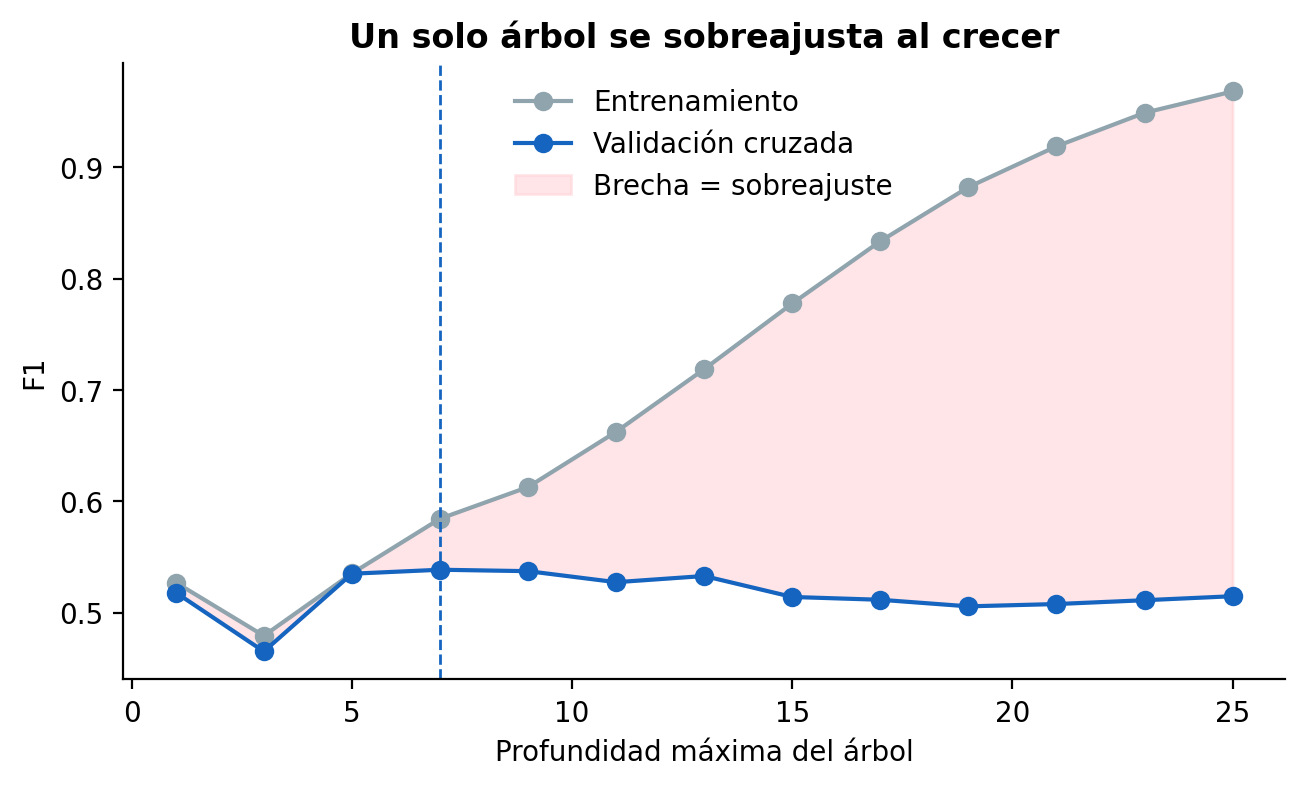 Un solo árbol se sobreajusta al crecer
Entrenamiento
Validación cruzada
Brecha = sobreajuste
F1
0.9
0.8
0.7
0.6
0.5
0 5 10 15 20 25
Profundidad máxima del árbol